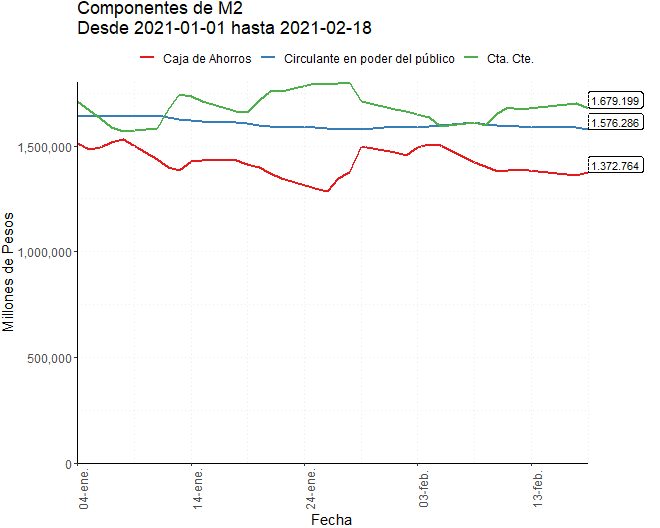 Componentes de M2
Desde 2021-01-01 hasta 2021-02-18
Caja de Ahorros Circulante en poder del público Cta. Cte.
1.679.199
1.576.286
1.372.764
1,500,000
1,000,000
500,000
0
Millones de Pesos
04-ene. 14-ene. 24-ene. 03-feb. 13-feb.
Fecha